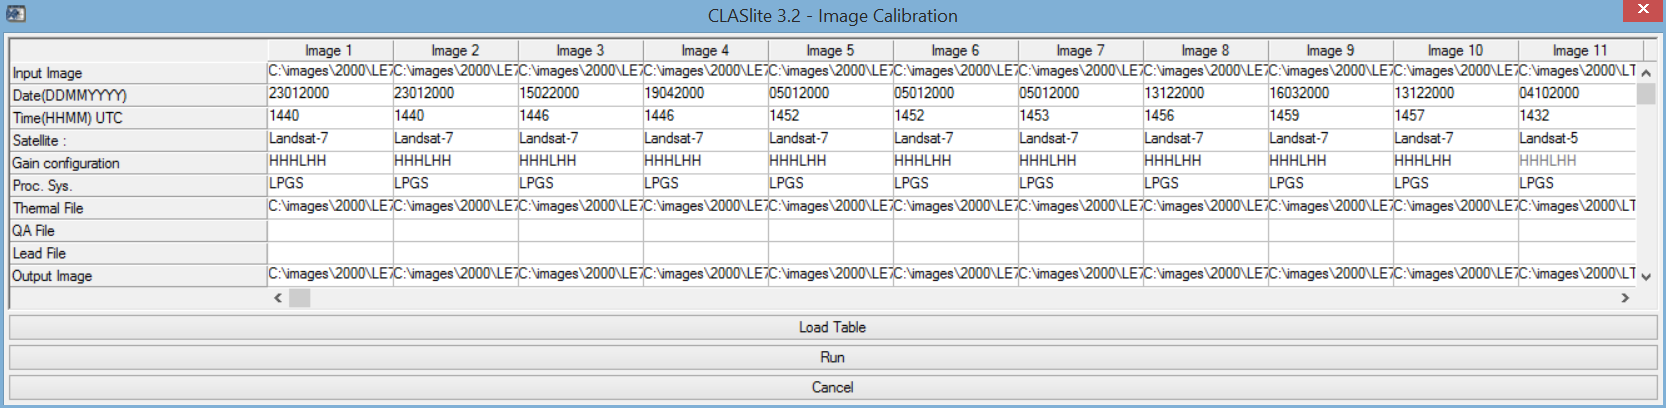 CLASlite 3.2 - Image Calibration
Image 1 Image 2 Image 3 Image 4 Image 5 Image 6 Image 7 Image 8 Image 9 Image 10 Image 11
Input Image C:\images\2000\LE7 C:\images\2000\LE7 C:\images\2000\LE7 C:\images\2000\LE7 C:\images\2000\LE7 C:\images\2000\LE7 C:\images\2000\LE7 C:\images\2000\LE7 C:\images\2000\LE7 C:\images\2000\LE7 C:\images\2000\LT
Date(DDMMYYYY) 23012000 23012000 15022000 19042000 05012000 05012000 05012000 13122000 16032000 13122000 04102000
Time(HHMM) UTC 1440 1440 1446 1446 1452 1452 1453 1456 1459 1457 1432
Satellite : Landsat-7 Landsat-7 Landsat-7 Landsat-7 Landsat-7 Landsat-7 Landsat-7 Landsat-7 Landsat-7 Landsat-7 Landsat-5
Gain configuration HHHLHH HHHLHH HHHLHH HHHLHH HHHLHH HHHLHH HHHLHH HHHLHH HHHLHH HHHLHH HHHLHH
Proc. Sys. LPGS LPGS LPGS LPGS LPGS LPGS LPGS LPGS LPGS LPGS LPGS
Thermal File C:\images\2000\LE7 C:\images\2000\LE7 C:\images\2000\LE7 C:\images\2000\LE7 C:\images\2000\LE7 C:\images\2000\LE7 C:\images\2000\LE7 C:\images\2000\LE7 C:\images\2000\LE7 C:\images\2000\LE7 C:\images\2000\LT
QA File
Lead File
Output Image C:\images\2000\LE7 C:\images\2000\LE7 C:\images\2000\LE7 C:\images\2000\LE7 C:\images\2000\LE7 C:\images\2000\LE7 C:\images\2000\LE7 C:\images\2000\LE7 C:\images\2000\LE7 C:\images\2000\LE7 C:\images\2000\LT
Load Table
Run
Cancel